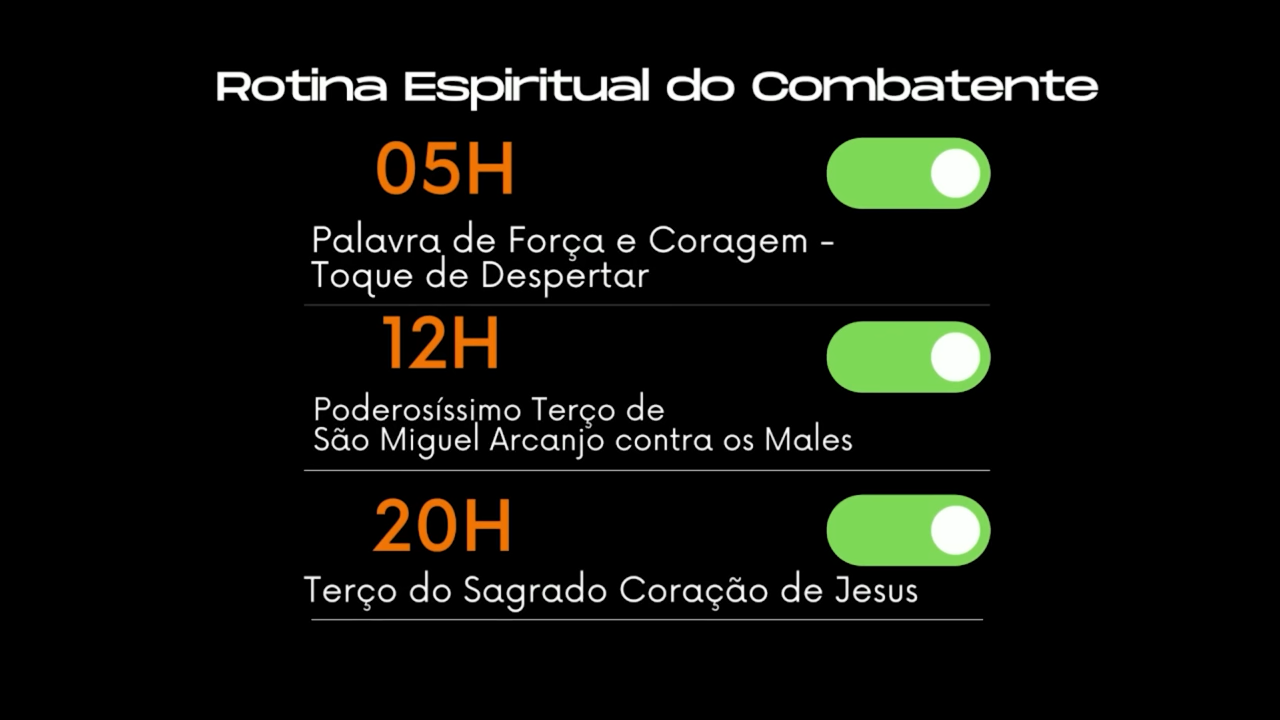 Rotina Espiritual do Combatente
05H
Palavra de Força e Coragem -
Toque de Despertar
12H
Poderosíssimo Terço de
São Miguel Arcanjo contra os Males
20H
Terço do Sagrado Coração de Jesus